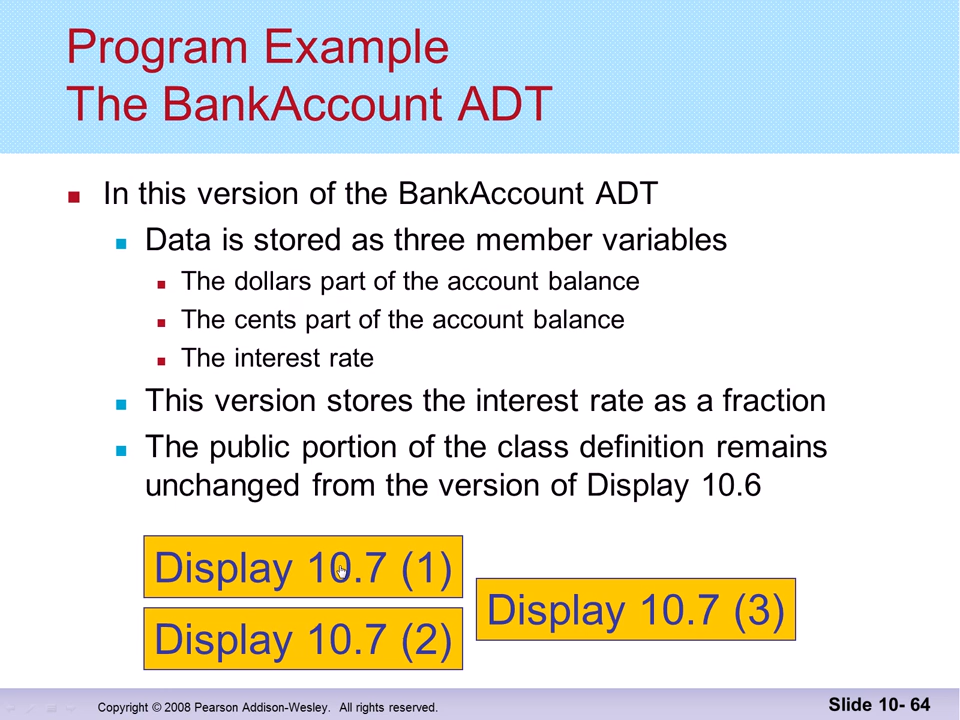 Program Example
The BankAccount ADT
In this version of the BankAccount ADT
Data is stored as three member variables
The dollars part of the account balance
The cents part of the account balance
The interest rate
This version stores the interest rate as a fraction
The public portion of the class definition remains
unchanged from the version of Display 10.6
Display 10.7 (1)
Display 10.7 (2)
Display 10.7 (3)
Copyright © 2008 Pearson Addison-Wesley. All rights reserved.
Slide 10- 64